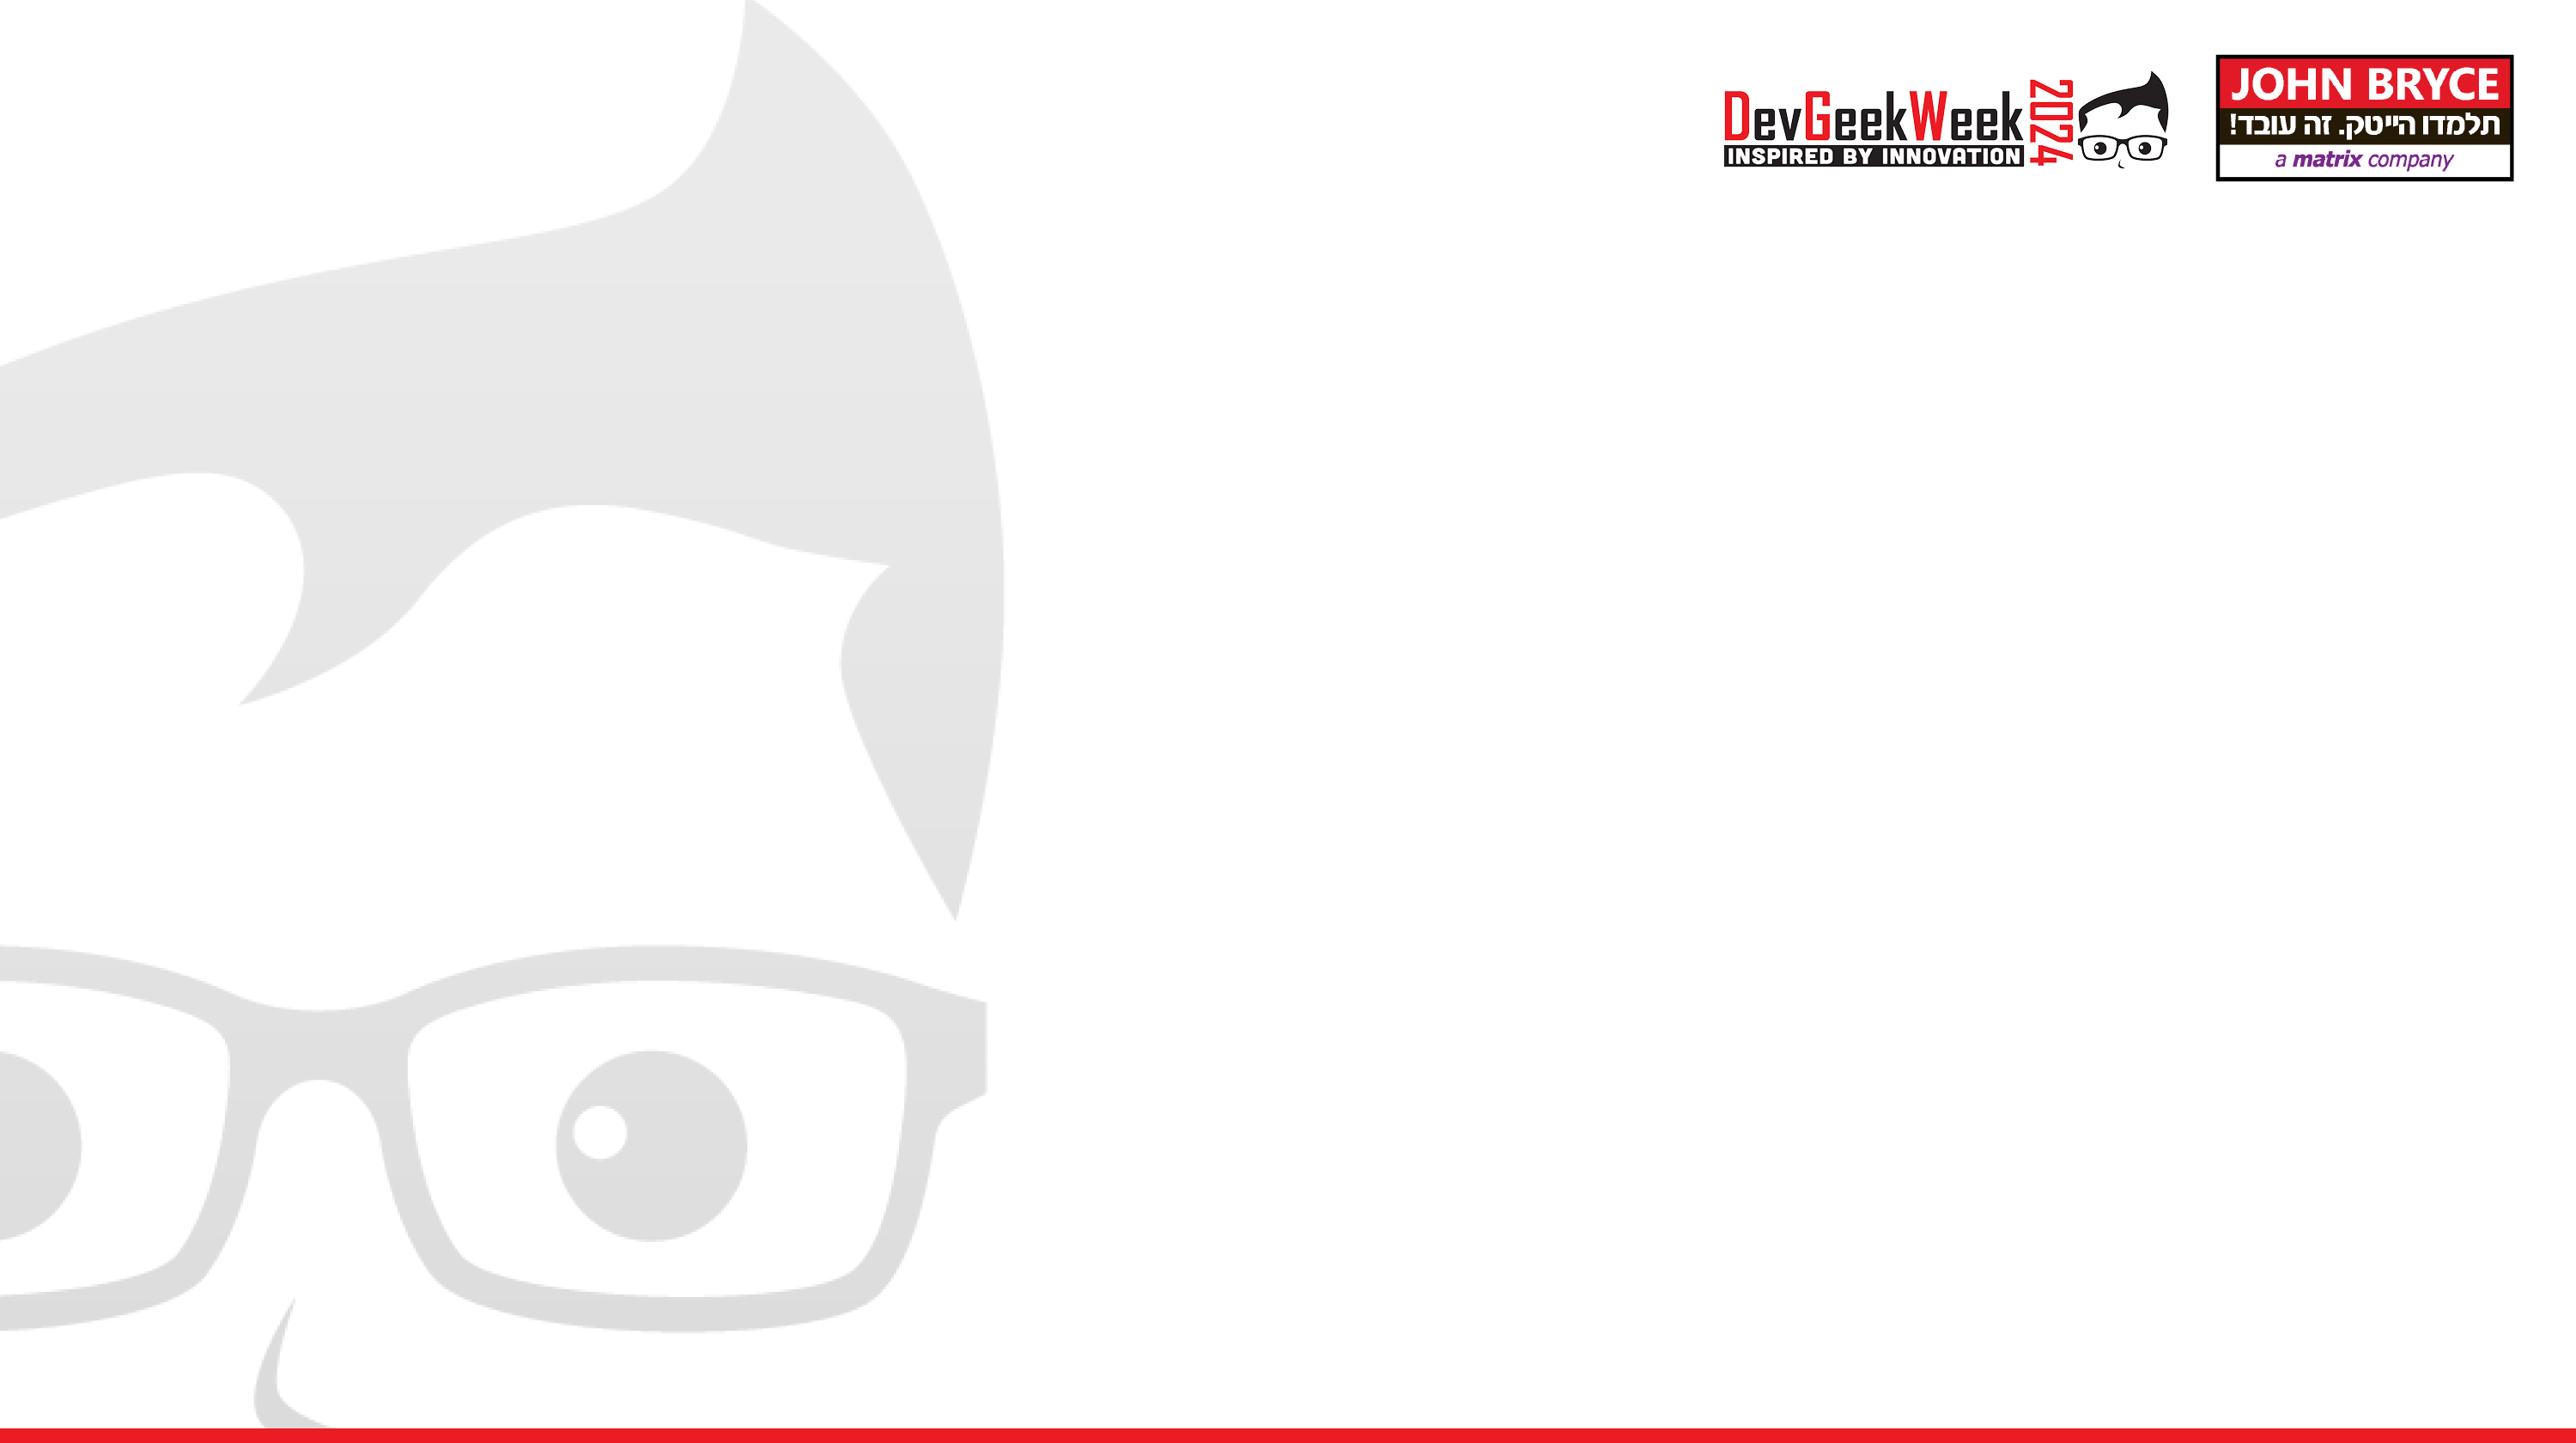 DevGeekWeek
2024
INSPIRED BY INNOVATION
JOHN BRYCE
תלמדו הייטק. זה עובד!
a matrix company